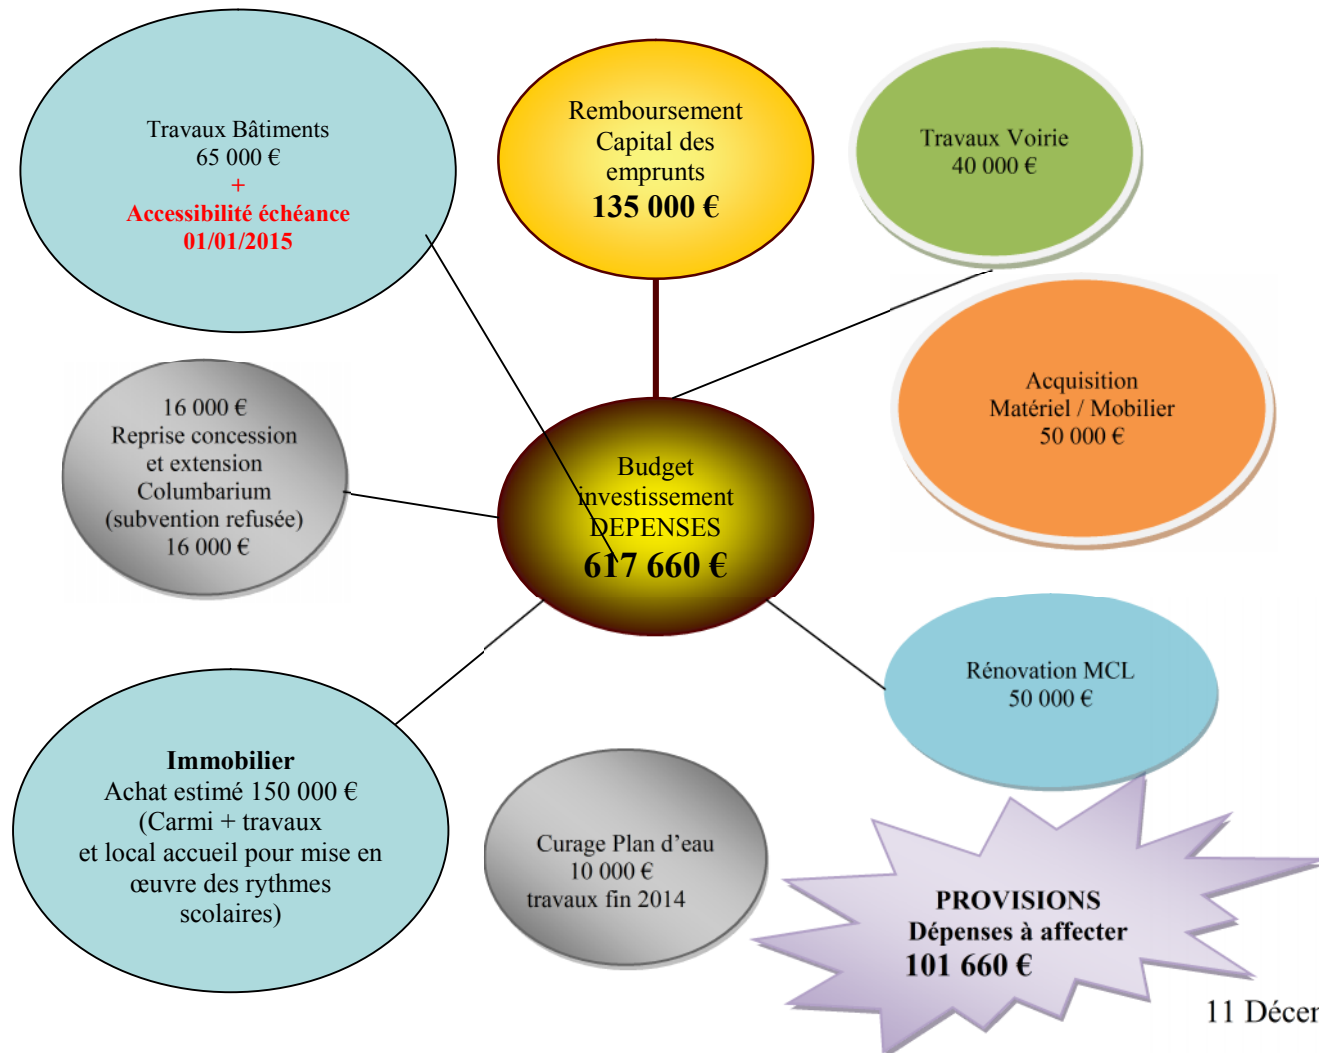 Travaux Bâtiments
65 000 €
+
Accessibilité échéance
01/01/2015
Remboursement
Capital des
emprunts
135 000 €
Travaux Voirie
40 000 €
16 000 €
Reprise concession
et extension
Columbarium
(subvention refusée)
16 000 €
Budget
investissement
DEPENSES
617 660 €
Acquisition
Matériel / Mobilier
50 000 €
Rénovation MCL
50 000 €
Immobilier
Achat estimé 150 000 €
(Carmi + travaux
et local accueil pour mise en
œuvre des rythmes
scolaires)
Curage Plan d’eau
10 000 €
travaux fin 2014
PROVISIONS
Dépenses à affecter
101 660 €
11 Décem